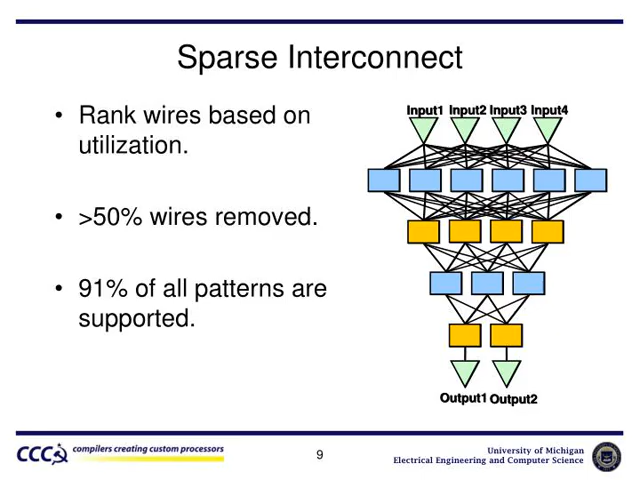 Sparse Interconnect
• Rank wires based on
utilization.
• >50% wires removed.
• 91% of all patterns are
supported.
Input1 Input2 Input3 Input4
Output1 Output2
CCC
compilers creating custom processors
9
University of Michigan
Electrical Engineering and Computer Science